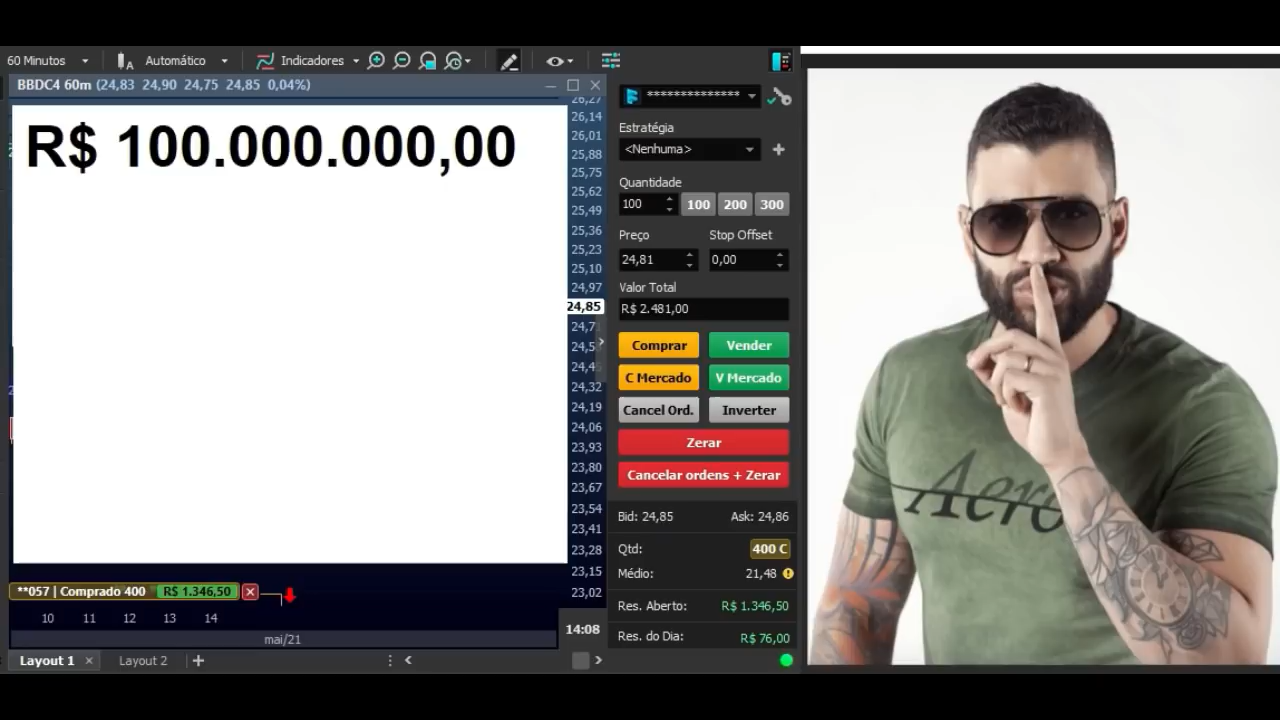 60 Minutos
Automático
Indicadores
BBDC4 60m (24,83 24,90 24,75 24,85 0,04%)
R$ 100.000.000,00
26,27
26,14
26,01
25,88
25,75
25,62
25,49
25,36
25,23
25,10
24,97
24,85
24,32
24,19
24,06
23,93
23,80
23,67
23,54
23,41
23,28
23,15
23,02
**057 | Comprado 400 R$ 1.346,50
10 11 12 13 14
mai/21
14:08
Layout 1
Layout 2
**************
Estratégia
<Nenhuma>
Quantidade
100 100 200 300
Preço Stop Offset
24,81 0,00
Valor Total
R$ 2.481,00
Comprar Vender
C Mercado V Mercado
Cancel Ord. Inverter
Zerar
Cancelar ordens + Zerar
Bid: 24,85 Ask: 24,86
Qtd: 400 C
Médio: 21,48
Res. Aberto: R$ 1.346,50
Res. do Dia: R$ 76,00
Aero